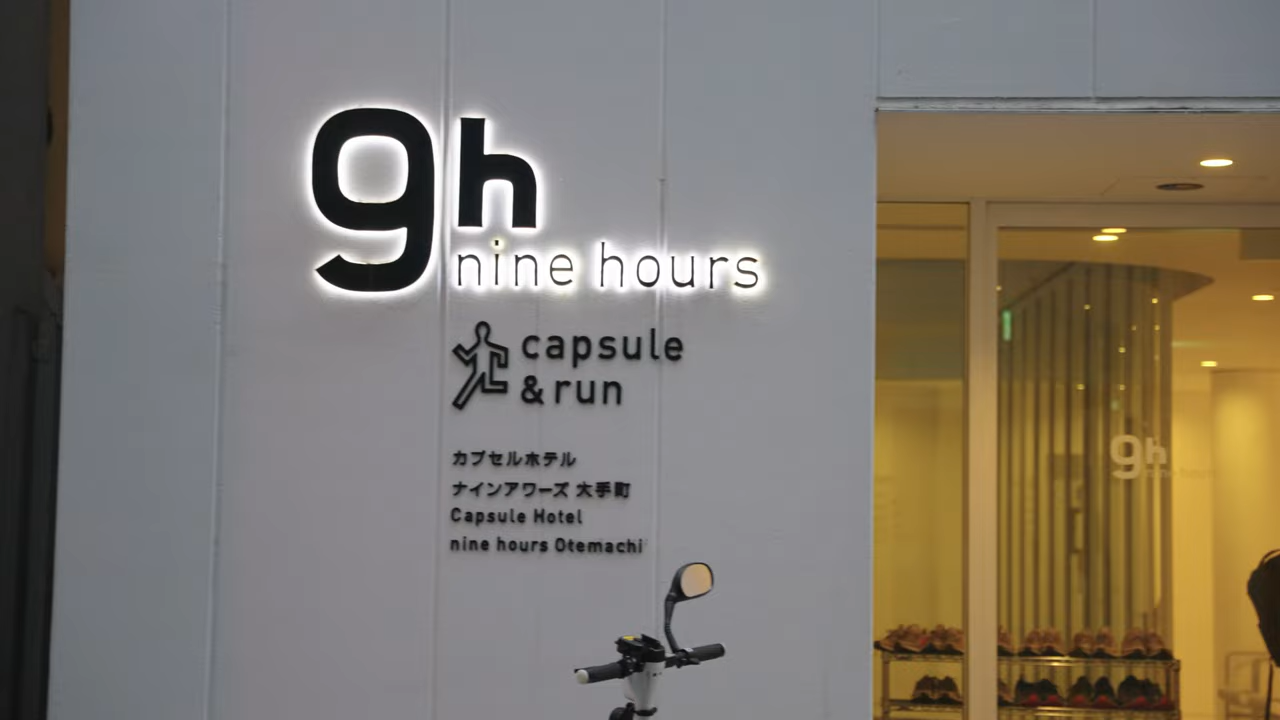 9h
nine hours
capsule
& run
カプセルホテル
ナインアワーズ 大手町
Capsule Hotel
nine hours Otemachi
9h